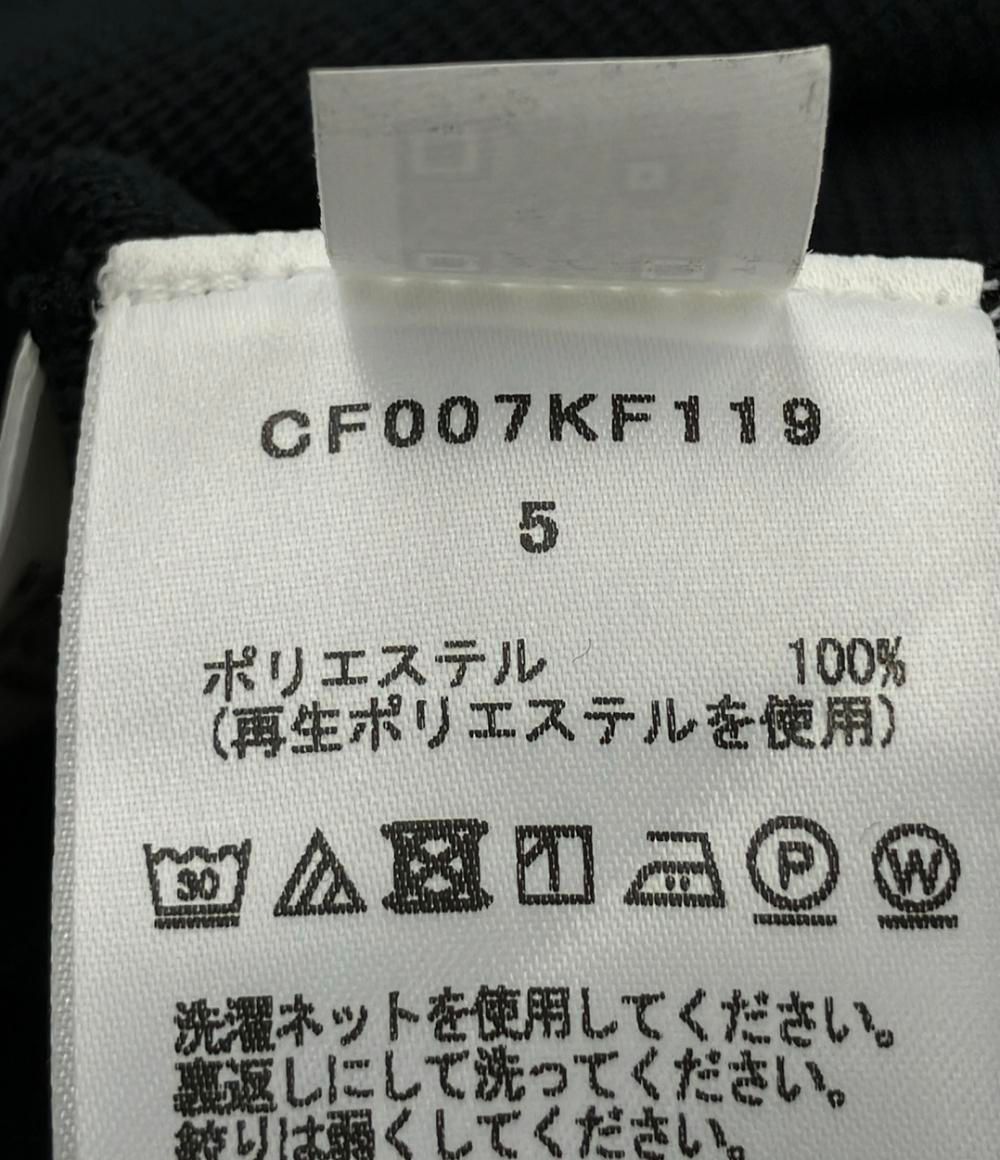 CF007KF119
5
ポリエステル 100%
(再生ポリエステルを使用)
30 P W
洗濯ネットを使用してください。
裏返しにして洗ってください。
絞りは弱くしてください。